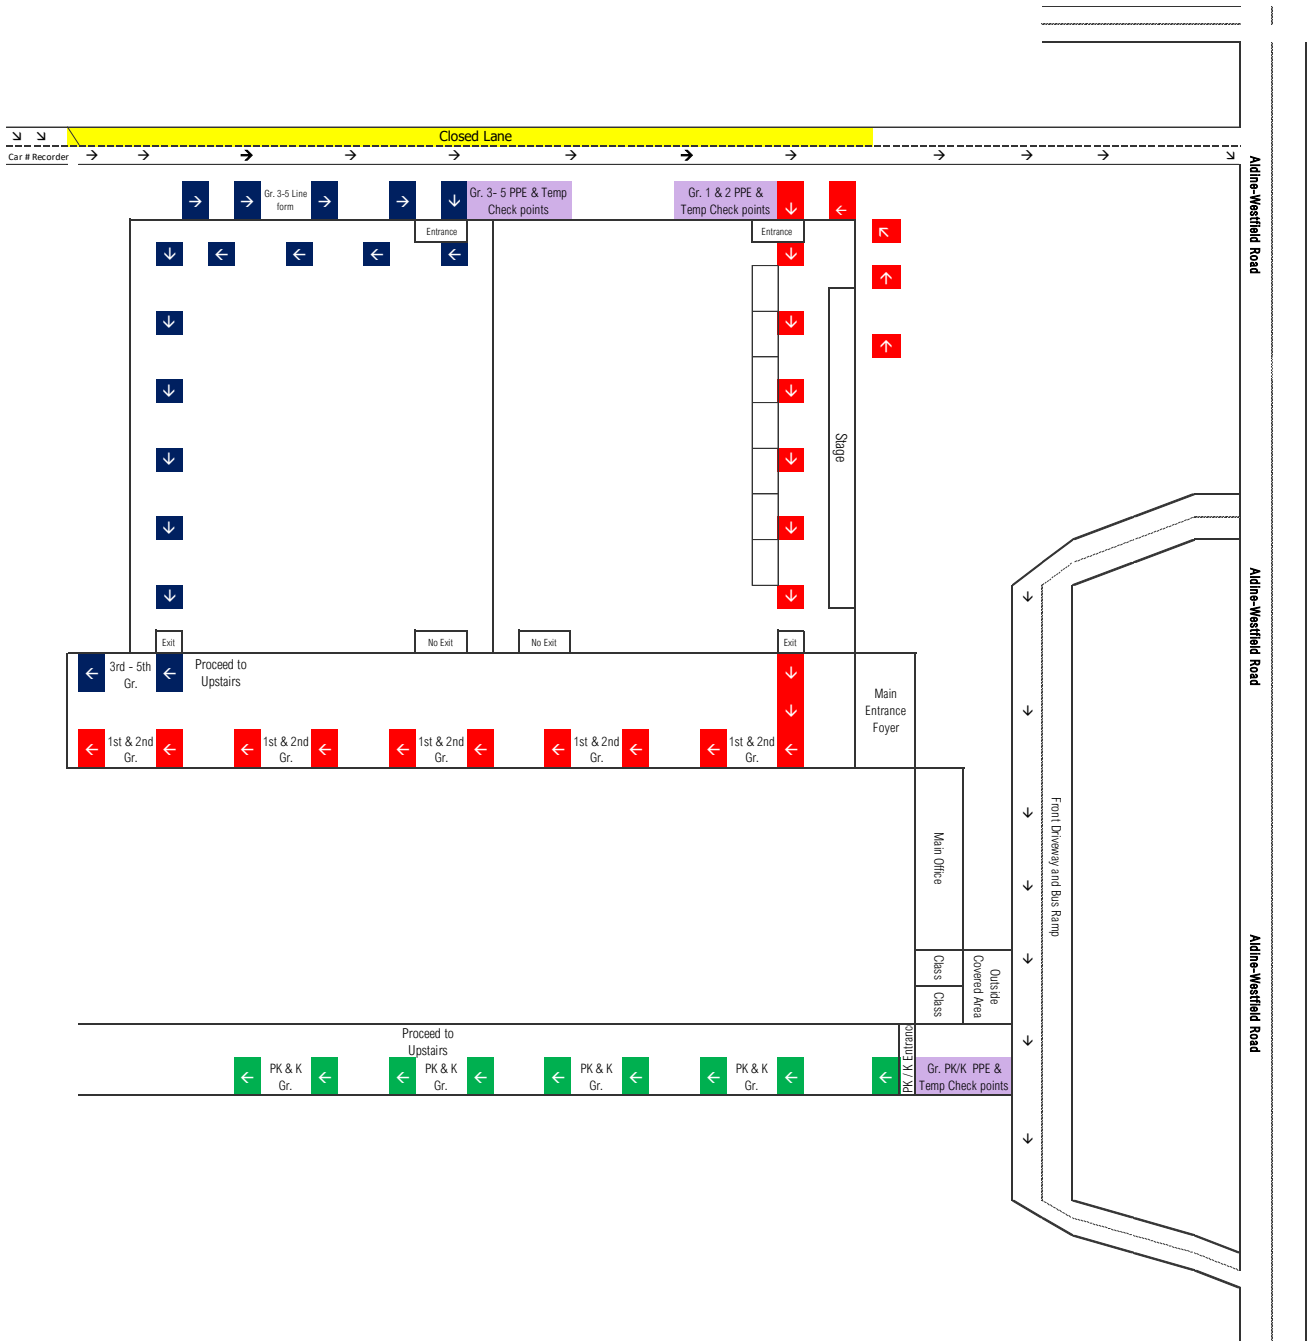 Closed Lane
Car # Recorder
Gr. 3-5 Line
form
Gr. 3- 5 PPE & Temp
Check points
Gr. 1 & 2 PPE &
Temp Check points
Entrance
Entrance
Aldine-Westfield Road
Stage
Exit
No Exit
No Exit
Exit
3rd - 5th
Gr.
Proceed to
Upstairs
Main
Entrance
Foyer
1st & 2nd
Gr.
1st & 2nd
Gr.
1st & 2nd
Gr.
1st & 2nd
Gr.
1st & 2nd
Gr.
Aldine-Westfield Road
Front Driveway and Bus Ramp
Main Office
Class
Class
Outside
Covered Area
Aldine-Westfield Road
Proceed to
Upstairs
PK & K
Gr.
PK & K
Gr.
PK & K
Gr.
PK & K
Gr.
PK / K Entranc
Gr. PK/K PPE &
Temp Check points